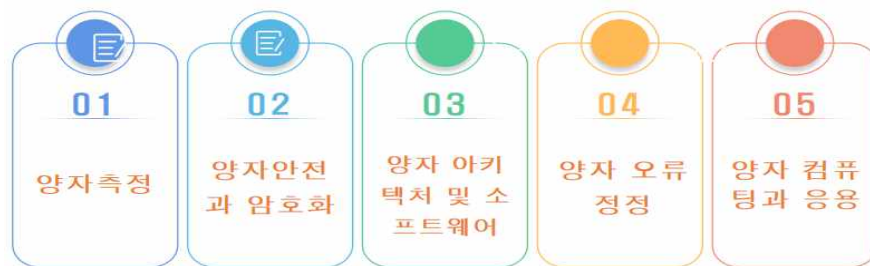 01
양자측정
02
양자안전
과 암호화
03
양자 아키
텍처 및 소
프트웨어
04
양자 오류
정정
05
양자 컴퓨
팅과 응용